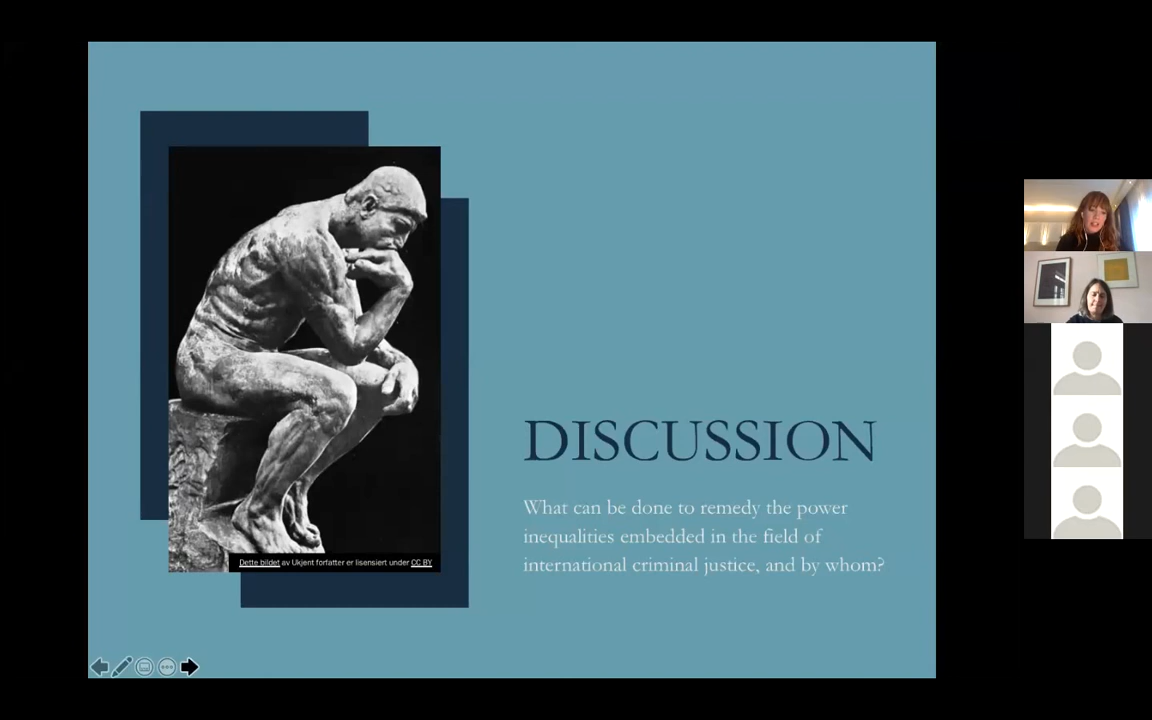 DISCUSSION
What can be done to remedy the power
inequalities embedded in the field of
international criminal justice, and by whom?
Dette bildet av Ukjent forfatter er lisensiert under CC BY